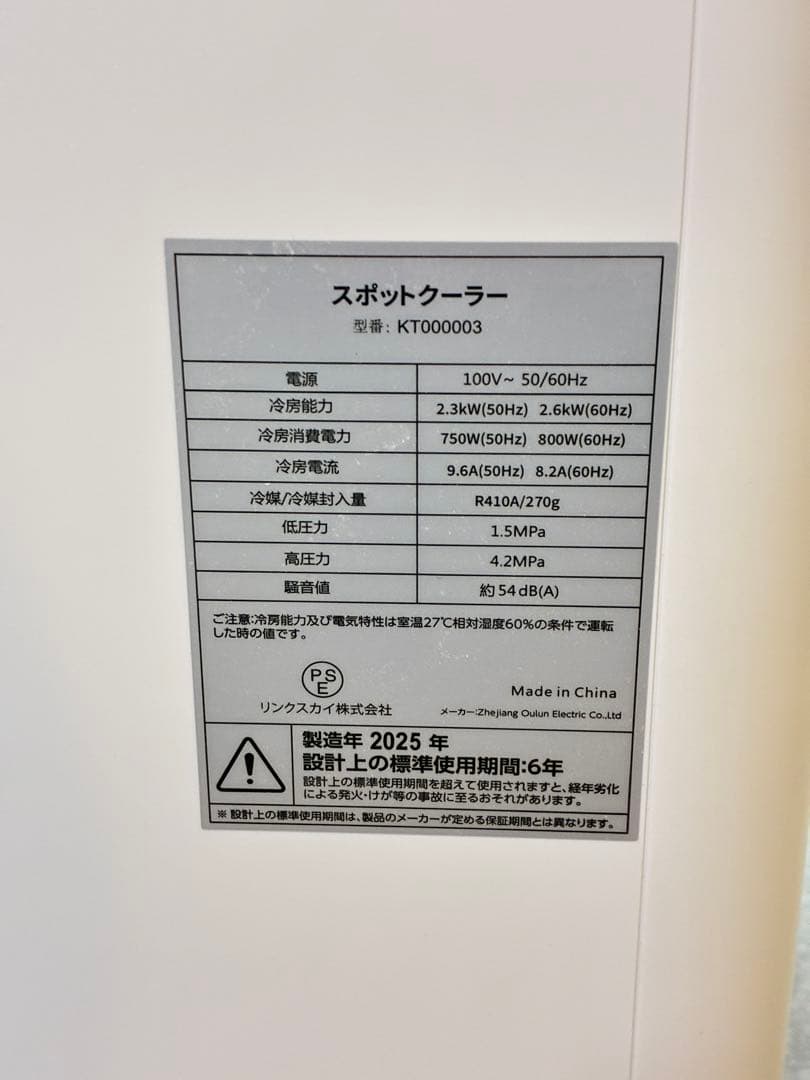 スポットクーラー
型番: KT000003
電源 100V~ 50/60Hz
冷房能力 2.3kW(50Hz) 2.6kW(60Hz)
冷房消費電力 750W(50Hz) 800W(60Hz)
冷房電流 9.6A(50Hz) 8.2A(60Hz)
冷媒/冷媒封入量 R410A/270g
低圧力 1.5MPa
高圧力 4.2MPa
騒音値 約54dB(A)
ご注意:冷房能力及び電気特性は室温27℃相対湿度60%の条件で運転
した時の値です。
PSE
リンクスカイ株式会社
Made in China
メーカー:Zhejiang Oulun Electric Co.,Ltd
製造年 2025 年
設計上の標準使用期間:6年
設計上の標準使用期間を超えて使用されますと、経年劣化
による発火・けが等の事故に至るおそれがあります。
※ 設計上の標準使用期間は、製品のメーカーが定める保証期間とは異なります。